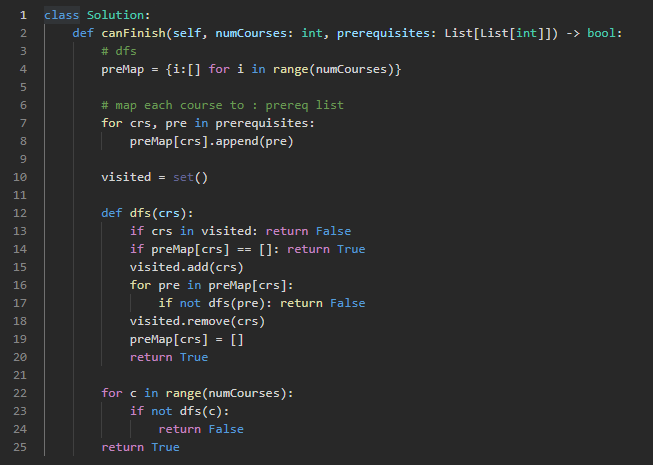 1 class Solution:
2     def canFinish(self, numCourses: int, prerequisites: List[List[int]]) -> bool:
3         # dfs
4         preMap = {i:[] for i in range(numCourses)}
5
6         # map each course to : prereq list
7         for crs, pre in prerequisites:
8             preMap[crs].append(pre)
9
10         visited = set()
11
12         def dfs(crs):
13             if crs in visited: return False
14             if preMap[crs] == []: return True
15             visited.add(crs)
16             for pre in preMap[crs]:
17                 if not dfs(pre): return False
18             visited.remove(crs)
19             preMap[crs] = []
20             return True
21
22         for c in range(numCourses):
23             if not dfs(c):
24                 return False
25         return True